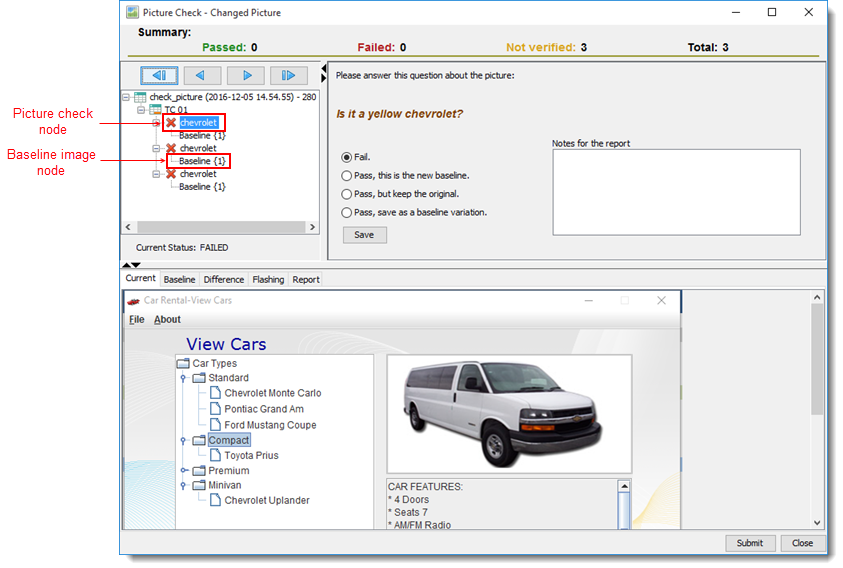 Picture Check - Changed Picture
Summary:
Passed: 0 Failed: 0 Not verified: 3 Total: 3
check_picture (2016-12-05 14.54.55) - 280
TC 01
chevrolet
Baseline {1}
chevrolet
Baseline {1}
chevrolet
Baseline {1}
Picture check
node
Baseline image
node
Current Status: FAILED
Please answer this question about the picture:
Is it a yellow chevrolet?
Fail.
Pass, this is the new baseline.
Pass, but keep the original.
Pass, save as a baseline variation.
Save
Notes for the report
Current Baseline Difference Flashing Report
Car Rental-View Cars
File About
View Cars
Car Types
Standard
Chevrolet Monte Carlo
Pontiac Grand Am
Ford Mustang Coupe
Compact
Toyota Prius
Premium
Minivan
Chevrolet Uplander
CAR FEATURES:
* 4 Doors
* Seats 7
* AM/FM Radio
Submit Close